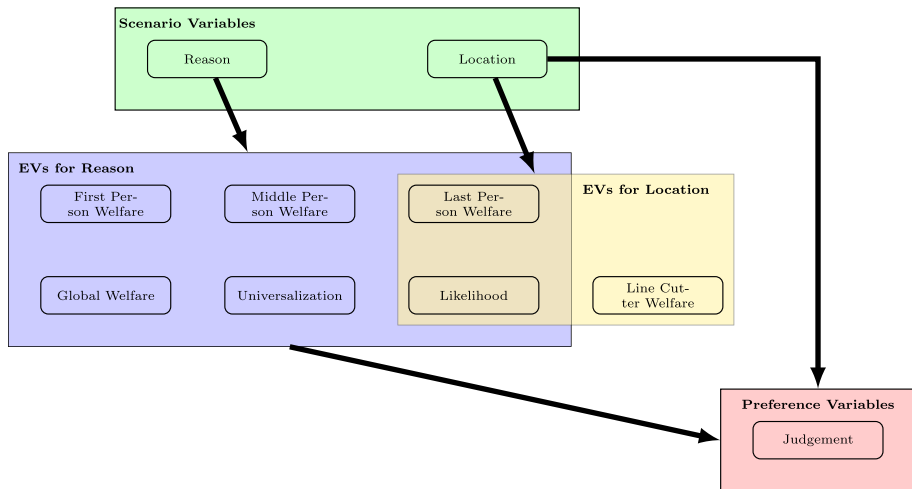 Scenario Variables
Reason
Location
EVs for Reason
EVs for Location
First Per-
son Welfare
Middle Per-
son Welfare
Last Per-
son Welfare
Global Welfare
Universalization
Likelihood
Line Cut-
ter Welfare
Preference Variables
Judgement